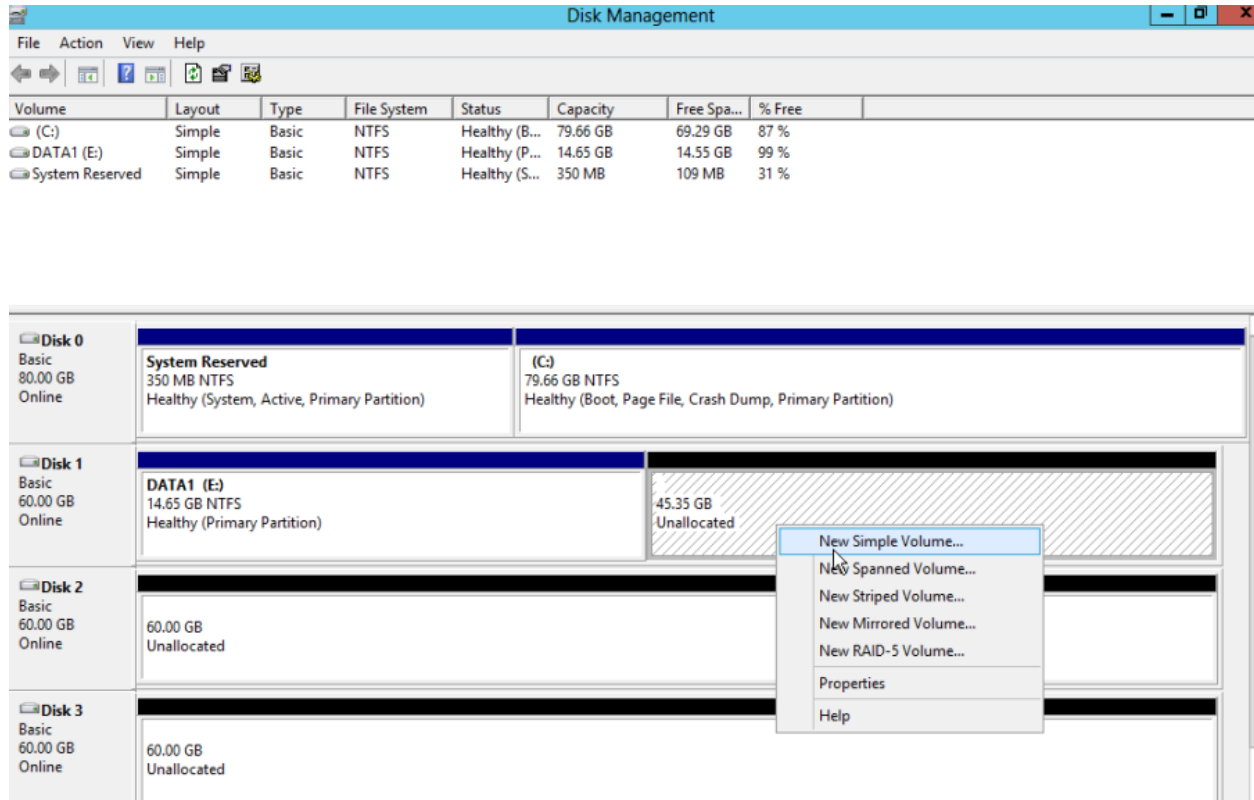 Disk Management
File Action View Help
Volume Layout Type File System Status Capacity Free Spa... % Free
(C:) Simple Basic NTFS Healthy (B... 79.66 GB 69.29 GB 87 %
DATA1 (E:) Simple Basic NTFS Healthy (P... 14.65 GB 14.55 GB 99 %
System Reserved Simple Basic NTFS Healthy (S... 350 MB 109 MB 31 %
Disk 0
Basic
80.00 GB
Online
System Reserved
350 MB NTFS
Healthy (System, Active, Primary Partition)
(C:)
79.66 GB NTFS
Healthy (Boot, Page File, Crash Dump, Primary Partition)
Disk 1
Basic
60.00 GB
Online
DATA1 (E:)
14.65 GB NTFS
Healthy (Primary Partition)
45.35 GB
Unallocated
New Simple Volume...
New Spanned Volume...
New Striped Volume...
New Mirrored Volume...
New RAID-5 Volume...
Properties
Help
Disk 2
Basic
60.00 GB
Online
60.00 GB
Unallocated
Disk 3
Basic
60.00 GB
Online
60.00 GB
Unallocated